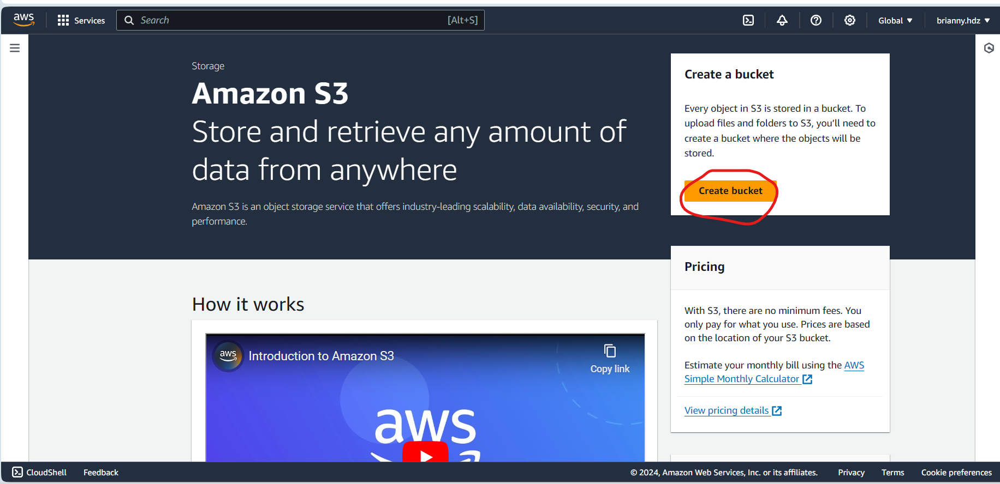 aws
Services
Search
[Alt+S]
Global
brianny.hdz
Storage
Amazon S3
Store and retrieve any amount of
data from anywhere
Amazon S3 is an object storage service that offers industry-leading scalability, data availability, security, and
performance.
Create a bucket
Every object in S3 is stored in a bucket. To
upload files and folders to S3, you'll need to
create a bucket where the objects will be
stored.
Create bucket
Pricing
With S3, there are no minimum fees. You
only pay for what you use. Prices are based
on the location of your S3 bucket.
Estimate your monthly bill using the AWS
Simple Monthly Calculator
View pricing details
How it works
aws
Introduction to Amazon S3
Copy link
aws
CloudShell
Feedback
© 2024, Amazon Web Services, Inc. or its affiliates.
Privacy
Terms
Cookie preferences